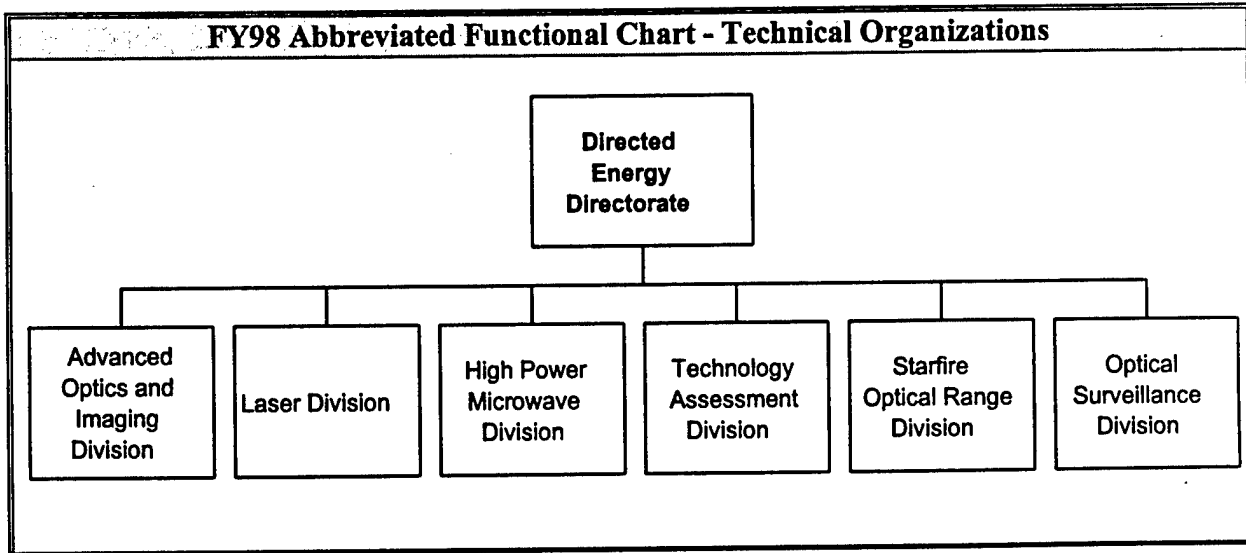 FY98 Abbreviated Functional Chart - Technical Organizations
Directed
Energy
Directorate
Advanced
Optics and
Imaging
Division
Laser Division
High Power
Microwave
Division
Technology
Assessment
Division
Starfire
Optical Range
Division
Optical
Surveillance
Division